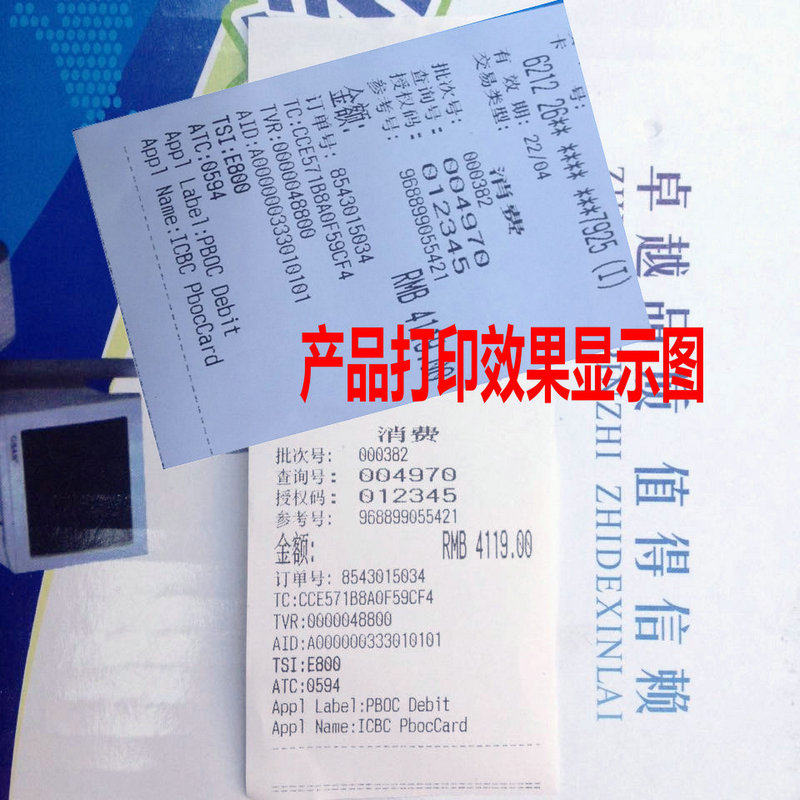 卡 号:
6212 26** **** ***7925 (I)
有 效 期: 22/04
交易类型:
消费
批次号: 000382
查询号: 004970
授权码: 012345
参考号: 968899055421
金额: RMB 4119.00
订单号: 8543015034
TC:CCE571B8A0F59CF4
TVR:0000048800
AID:A000000333010101
TSI:E800
ATC:0594
Appl Label:PBOC Debit
Appl Name:ICBC PbocCard
产品打印效果显示图
消费
批次号: 000382
查询号: 004970
授权码: 012345
参考号: 968899055421
金额: RMB 4119.00
订单号: 8543015034
TC:CCE571B8A0F59CF4
TVR:0000048800
AID:A000000333010101
TSI:E800
ATC:0594
Appl Label:PBOC Debit
Appl Name:ICBC PbocCard
卓越品质 值得信赖
ZHIDEXINLAI